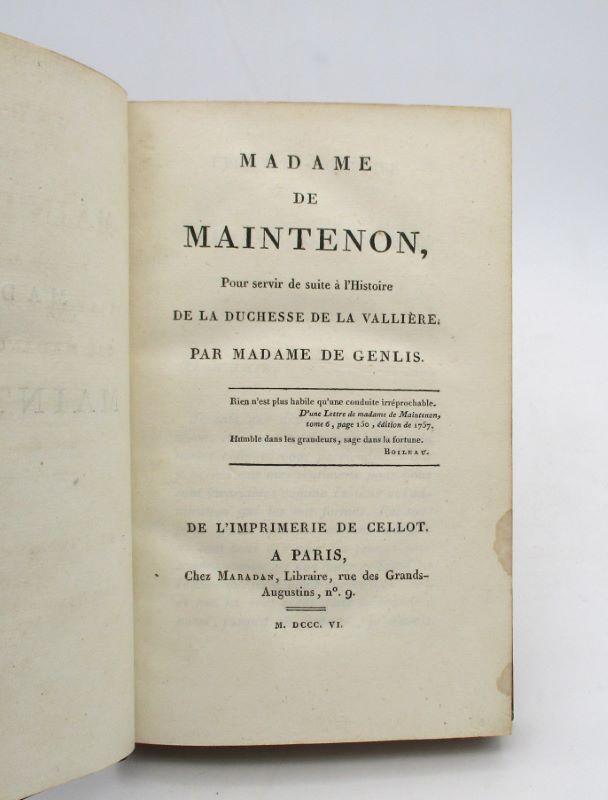 MADAME
DE
MAINTENON,
Pour servir de suite à l'Histoire
DE LA DUCHESSE DE LA VALLIÈRE;
PAR MADAME DE GENLIS.
Rien n'est plus habile qu'une conduite irréprochable.
D'une Lettre de madame de Maintenon,
tome 6, page 150, édition de 1757.
Humble dans les grandeurs, sage dans la fortune.
BOILEAU.
DE L'IMPRIMERIE DE CELLOT.
A PARIS,
Chez MARADAN, Libraire, rue des Grands-
Augustins, nº. 9.
M. DCCC. VI.